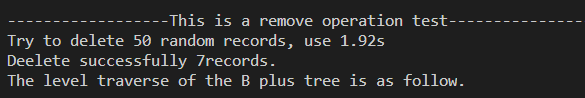 -----------------This is a remove operation test--------------
Try to delete 50 random records, use 1.92s
Deelete successfully 7records.
The level traverse of the B plus tree is as follow.